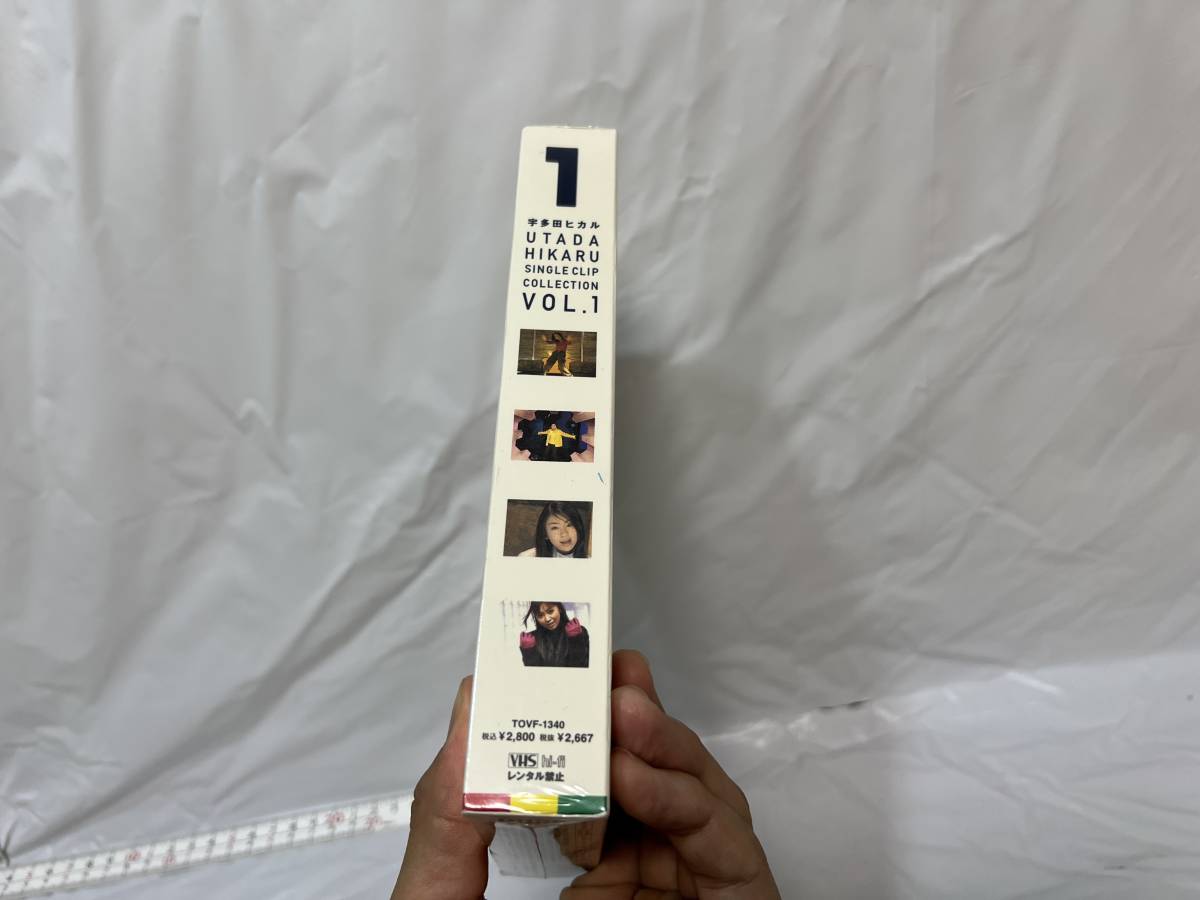 1
宇多田ヒカル
UTADA
HIKARU
SINGLE CLIP
COLLECTION
VOL.1
TOVF-1340
税込 ¥2,800 税抜 ¥2,667
VHS hi-fi
レンタル禁止